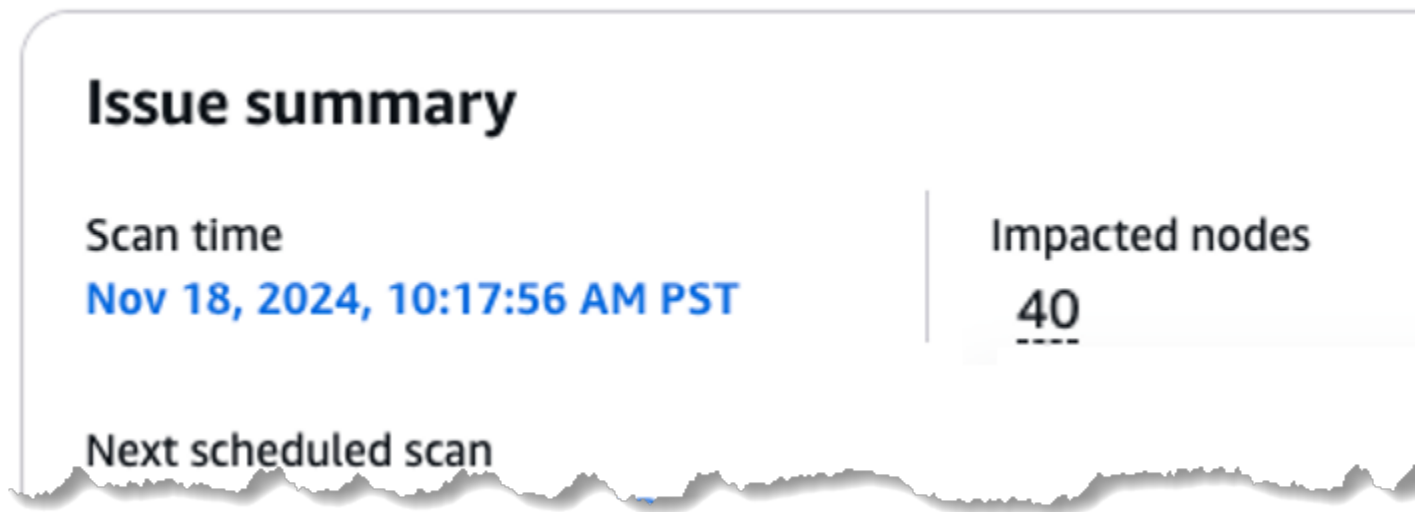 Issue summary
Scan time
Nov 18, 2024, 10:17:56 AM PST
Impacted nodes
40
Next scheduled scan